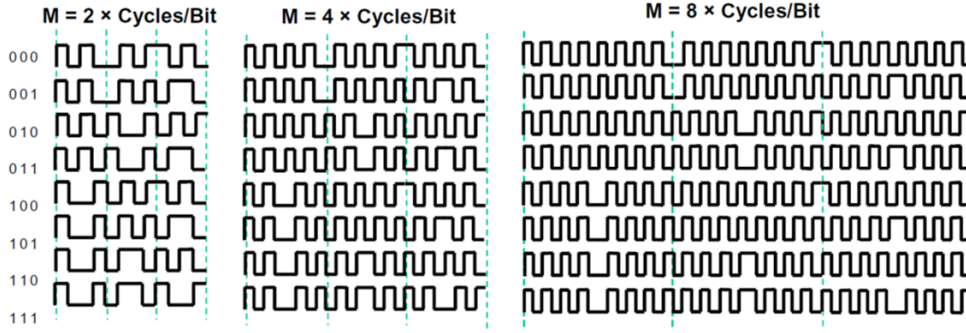 M = 2 × Cycles/Bit
M = 4 × Cycles/Bit
M = 8 × Cycles/Bit
000
001
010
011
100
101
110
111